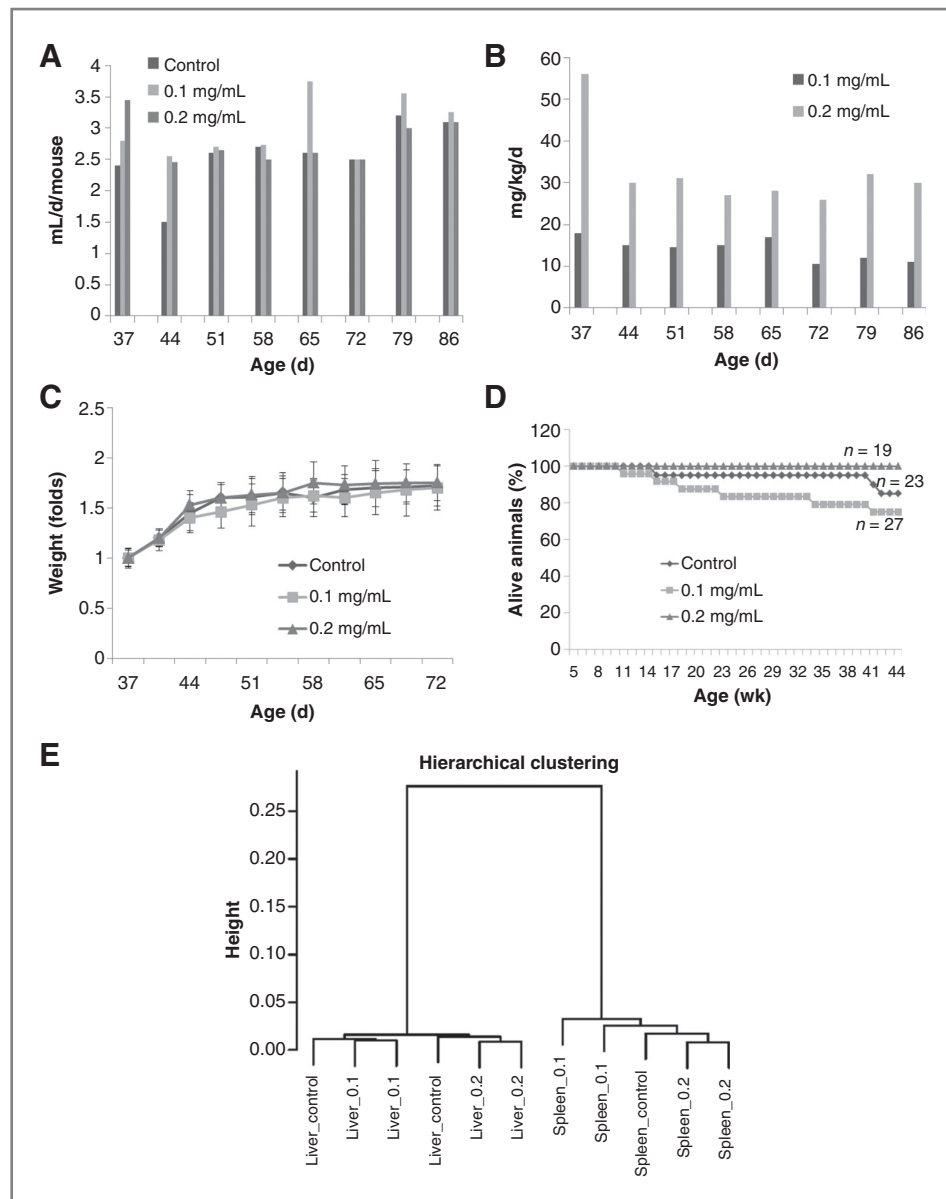 A
Control
0.1 mg/mL
0.2 mg/mL
4
3.5
3
2.5
2
1.5
1
0.5
0
mL/d/mouse
37 44 51 58 65 72 79 86
Age (d)
B
0.1 mg/mL
0.2 mg/mL
60
50
40
30
20
10
0
mg/kg/d
37 44 51 58 65 72 79 86
Age (d)
C
2.5
2
1.5
1
0.5
0
Weight (folds)
Control
0.1 mg/mL
0.2 mg/mL
37 44 51 58 65 72
Age (d)
D
120
100
80
60
40
20
0
Alive animals (%)
n = 19
n = 23
n = 27
Control
0.1 mg/mL
0.2 mg/mL
5 8 11 14 17 20 23 26 29 32 35 38 41 44
Age (wk)
E
Hierarchical clustering
0.25
0.20
0.15
0.10
0.05
0.00
Height
Liver_control
Liver_0.1
Liver_0.1
Liver_control
Liver_0.2
Liver_0.2
Spleen_0.1
Spleen_0.1
Spleen_control
Spleen_0.2
Spleen_0.2